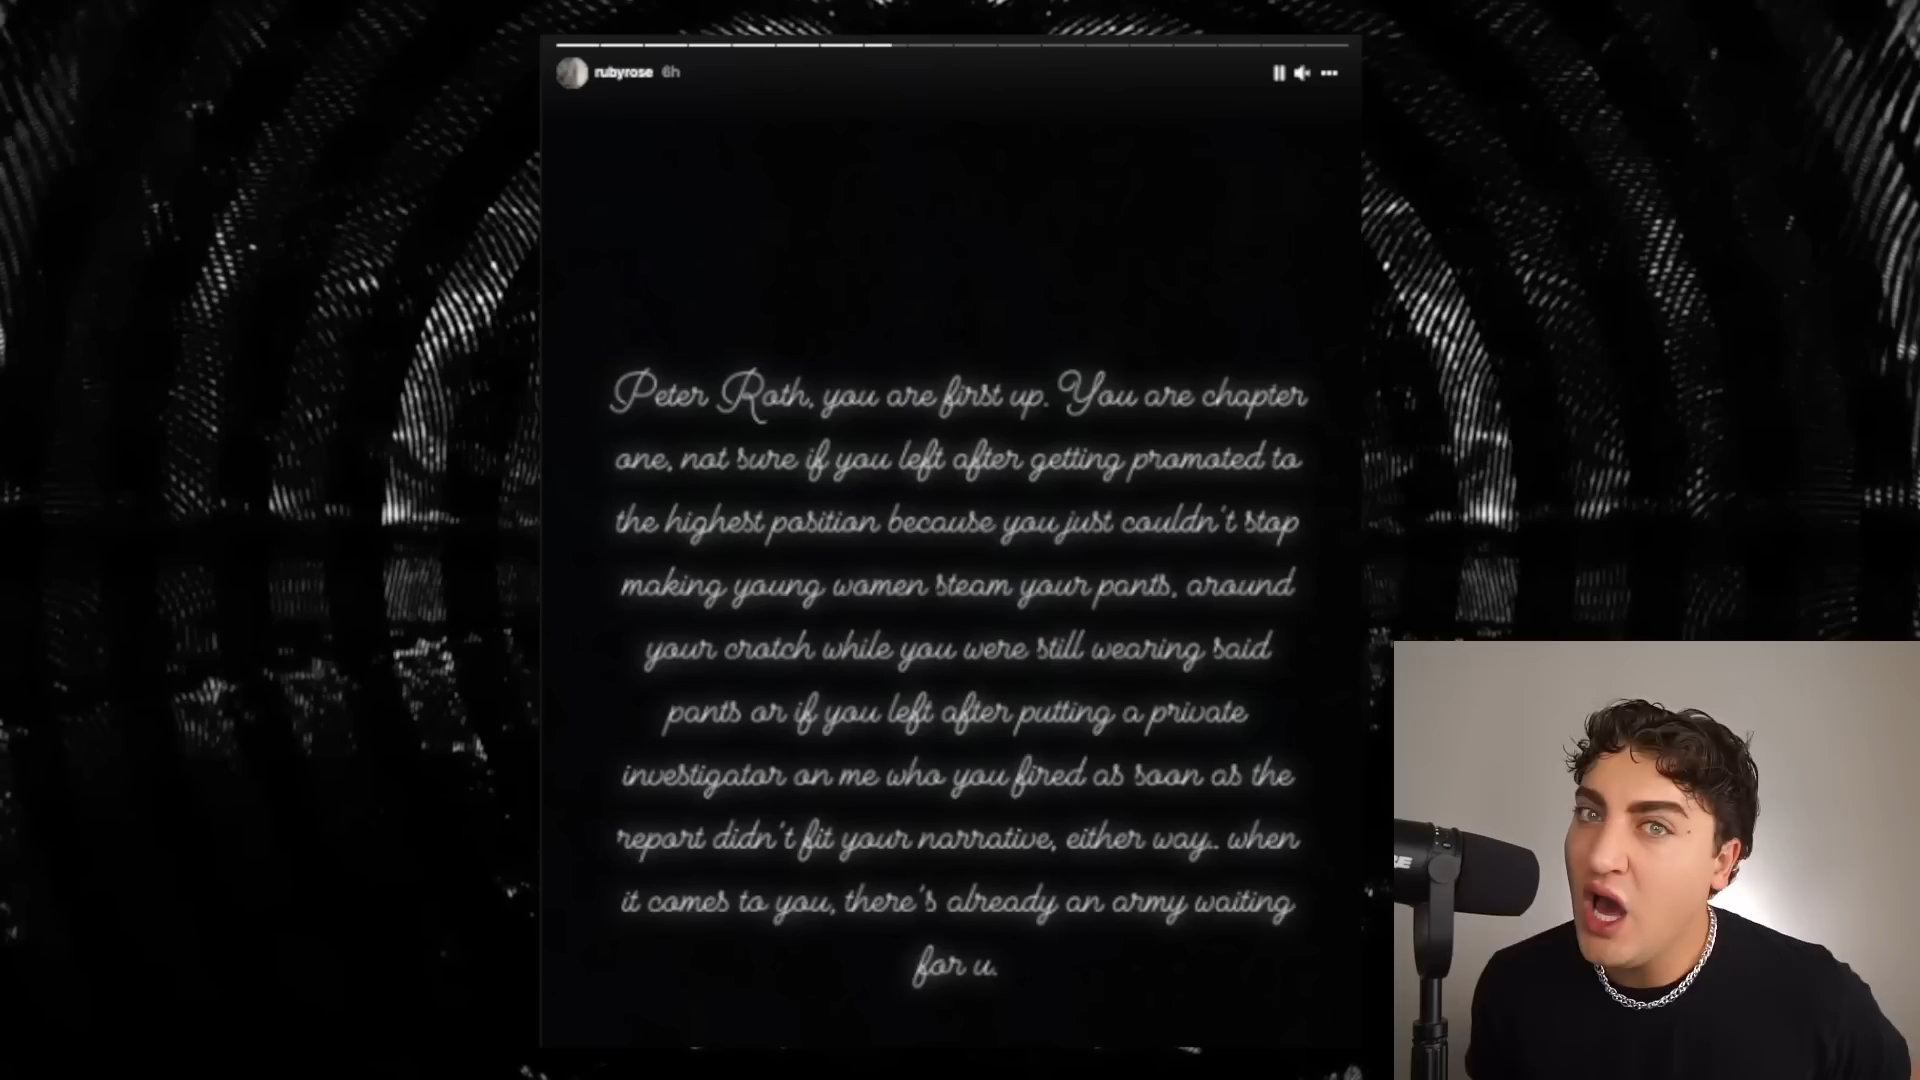 rubyrose 6h
Peter Roth, you are first up. You are chapter
one, not sure if you left after getting promoted to
the highest position because you just couldn't stop
making young women steam your pants, around
your crotch while you were still wearing said
pants or if you left after putting a private
investigator on me who you fired as soon as the
report didn't fit your narrative, either way.. when
it comes to you, there's already an army waiting
for u.